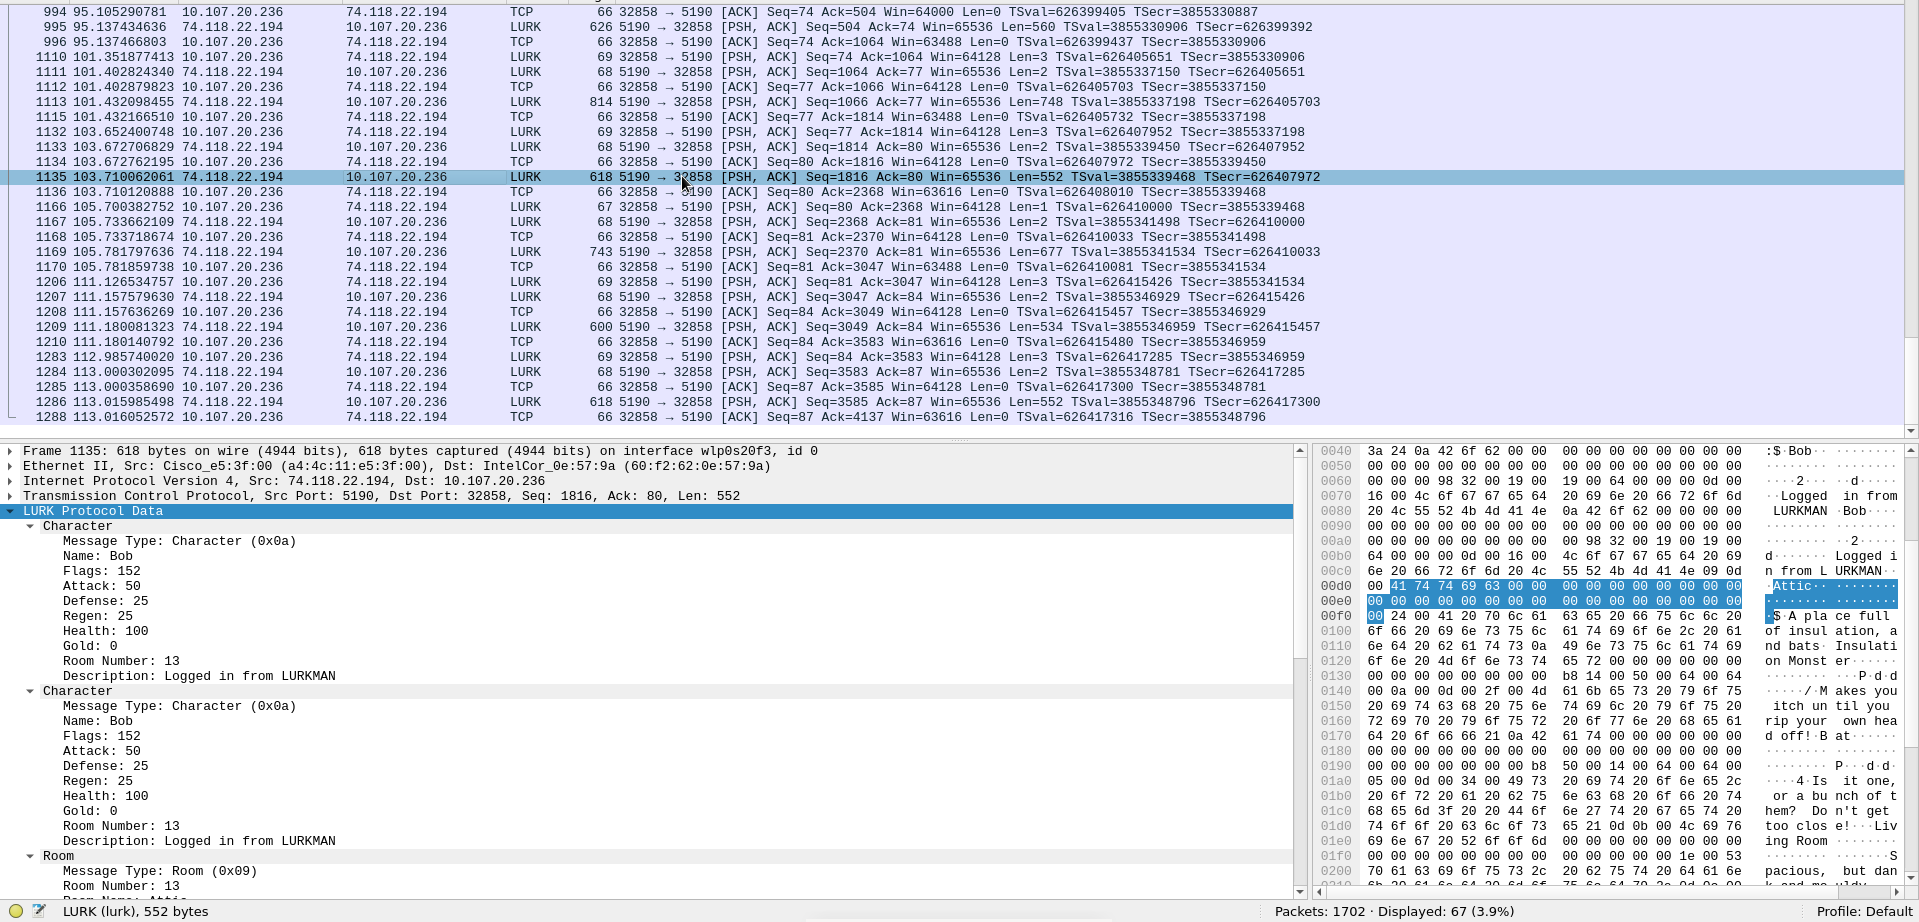 994 95.105290781 10.107.20.236 74.118.22.194 TCP 66 32858 → 5190 [ACK] Seq=74 Ack=504 Win=64000 Len=0 TSval=626399405 TSecr=3855330887
995 95.137434636 74.118.22.194 10.107.20.236 LURK 626 5190 → 32858 [PSH, ACK] Seq=504 Ack=74 Win=65536 Len=560 TSval=3855330906 TSecr=626399392
996 95.137466803 10.107.20.236 74.118.22.194 TCP 66 32858 → 5190 [ACK] Seq=74 Ack=1064 Win=63488 Len=0 TSval=626399437 TSecr=3855330906
1110 101.351877413 10.107.20.236 74.118.22.194 LURK 69 32858 → 5190 [PSH, ACK] Seq=74 Ack=1064 Win=64128 Len=3 TSval=626405651 TSecr=3855330906
1111 101.402824340 74.118.22.194 10.107.20.236 LURK 68 5190 → 32858 [PSH, ACK] Seq=1064 Ack=77 Win=65536 Len=2 TSval=3855337150 TSecr=626405651
1112 101.402879823 10.107.20.236 74.118.22.194 TCP 66 32858 → 5190 [ACK] Seq=77 Ack=1066 Win=64128 Len=0 TSval=626405703 TSecr=3855337150
1113 101.432098455 74.118.22.194 10.107.20.236 LURK 814 5190 → 32858 [PSH, ACK] Seq=1066 Ack=77 Win=65536 Len=748 TSval=3855337198 TSecr=626405703
1115 101.432166510 10.107.20.236 74.118.22.194 TCP 66 32858 → 5190 [ACK] Seq=77 Ack=1814 Win=63488 Len=0 TSval=626405732 TSecr=3855337198
1132 103.652400748 10.107.20.236 74.118.22.194 LURK 69 32858 → 5190 [PSH, ACK] Seq=77 Ack=1814 Win=64128 Len=3 TSval=626407952 TSecr=3855337198
1133 103.672706829 74.118.22.194 10.107.20.236 LURK 68 5190 → 32858 [PSH, ACK] Seq=1814 Ack=80 Win=65536 Len=2 TSval=3855339450 TSecr=626407952
1134 103.672762195 10.107.20.236 74.118.22.194 TCP 66 32858 → 5190 [ACK] Seq=80 Ack=1816 Win=64128 Len=0 TSval=626407972 TSecr=3855339450
1135 103.710062061 74.118.22.194 10.107.20.236 LURK 618 5190 → 32858 [PSH, ACK] Seq=1816 Ack=80 Win=65536 Len=552 TSval=3855339468 TSecr=626407972
1136 103.710120888 10.107.20.236 74.118.22.194 TCP 66 32858 → 5190 [ACK] Seq=80 Ack=2368 Win=63616 Len=0 TSval=626408010 TSecr=3855339468
1166 105.700382752 10.107.20.236 74.118.22.194 LURK 67 32858 → 5190 [PSH, ACK] Seq=80 Ack=2368 Win=64128 Len=1 TSval=626410000 TSecr=3855339468
1167 105.733662109 74.118.22.194 10.107.20.236 LURK 68 5190 → 32858 [PSH, ACK] Seq=2368 Ack=81 Win=65536 Len=2 TSval=3855341498 TSecr=626410000
1168 105.733718674 10.107.20.236 74.118.22.194 TCP 66 32858 → 5190 [ACK] Seq=81 Ack=2370 Win=64128 Len=0 TSval=626410033 TSecr=3855341498
1169 105.781797636 74.118.22.194 10.107.20.236 LURK 743 5190 → 32858 [PSH, ACK] Seq=2370 Ack=81 Win=65536 Len=677 TSval=3855341534 TSecr=626410033
1170 105.781859738 10.107.20.236 74.118.22.194 TCP 66 32858 → 5190 [ACK] Seq=81 Ack=3047 Win=63488 Len=0 TSval=626410081 TSecr=3855341534
1206 111.126534757 10.107.20.236 74.118.22.194 LURK 69 32858 → 5190 [PSH, ACK] Seq=81 Ack=3047 Win=64128 Len=3 TSval=626415426 TSecr=3855341534
1207 111.157579630 74.118.22.194 10.107.20.236 LURK 68 5190 → 32858 [PSH, ACK] Seq=3047 Ack=84 Win=65536 Len=2 TSval=3855346929 TSecr=626415426
1208 111.157636269 10.107.20.236 74.118.22.194 TCP 66 32858 → 5190 [ACK] Seq=84 Ack=3049 Win=64128 Len=0 TSval=626415457 TSecr=3855346929
1209 111.180081323 74.118.22.194 10.107.20.236 LURK 600 5190 → 32858 [PSH, ACK] Seq=3049 Ack=84 Win=65536 Len=534 TSval=3855346959 TSecr=626415457
1210 111.180140792 10.107.20.236 74.118.22.194 TCP 66 32858 → 5190 [ACK] Seq=84 Ack=3583 Win=63616 Len=0 TSval=626415480 TSecr=3855346959
1283 112.985740020 10.107.20.236 74.118.22.194 LURK 69 32858 → 5190 [PSH, ACK] Seq=84 Ack=3583 Win=64128 Len=3 TSval=626417285 TSecr=3855346959
1284 113.000302095 74.118.22.194 10.107.20.236 LURK 68 5190 → 32858 [PSH, ACK] Seq=3583 Ack=87 Win=65536 Len=2 TSval=3855348781 TSecr=626417285
1285 113.000358690 10.107.20.236 74.118.22.194 TCP 66 32858 → 5190 [ACK] Seq=87 Ack=3585 Win=64128 Len=0 TSval=626417300 TSecr=3855348781
1286 113.015985498 74.118.22.194 10.107.20.236 LURK 618 5190 → 32858 [PSH, ACK] Seq=3585 Ack=87 Win=65536 Len=552 TSval=3855348796 TSecr=626417300
1288 113.016052572 10.107.20.236 74.118.22.194 TCP 66 32858 → 5190 [ACK] Seq=87 Ack=4137 Win=63616 Len=0 TSval=626417316 TSecr=3855348796
Frame 1135: 618 bytes on wire (4944 bits), 618 bytes captured (4944 bits) on interface wlp0s20f3, id 0
Ethernet II, Src: Cisco_e5:3f:00 (a4:4c:11:e5:3f:00), Dst: IntelCor_0e:57:9a (60:f2:62:0e:57:9a)
Internet Protocol Version 4, Src: 74.118.22.194, Dst: 10.107.20.236
Transmission Control Protocol, Src Port: 5190, Dst Port: 32858, Seq: 1816, Ack: 80, Len: 552
LURK Protocol Data
Character
Message Type: Character (0x0a)
Name: Bob
Flags: 152
Attack: 50
Defense: 25
Regen: 25
Health: 100
Gold: 0
Room Number: 13
Description: Logged in from LURKMAN
Character
Message Type: Character (0x0a)
Name: Bob
Flags: 152
Attack: 50
Defense: 25
Regen: 25
Health: 100
Gold: 0
Room Number: 13
Description: Logged in from LURKMAN
Room
Message Type: Room (0x09)
Room Number: 13
0040 3a 24 0a 42 6f 62 00 00 00 00 00 00 00 00 00 00 :$·Bob·· ········
0050 00 00 00 00 00 00 00 00 00 00 00 00 00 00 00 00 ········ ········
0060 00 00 00 98 32 00 19 00 19 00 64 00 00 00 0d 00 ····2··· ··d·····
0070 16 00 4c 6f 67 67 65 64 20 69 6e 20 66 72 6f 6d ··Logged in from
0080 20 4c 55 52 4b 4d 41 4e 0a 42 6f 62 00 00 00 00 LURKMAN ·Bob····
0090 00 00 00 00 00 00 00 00 00 00 00 00 00 00 00 00 ········ ········
00a0 00 00 00 00 00 00 00 00 00 98 32 00 19 00 19 00 ········ ··2·····
00b0 64 00 00 00 0d 00 16 00 4c 6f 67 67 65 64 20 69 d······· Logged i
00c0 6e 20 66 72 6f 6d 20 4c 55 52 4b 4d 41 4e 09 0d n from L URKMAN··
00d0 00 41 74 74 69 63 00 00 00 00 00 00 00 00 00 00 ·Attic·· ········
00e0 00 00 00 00 00 00 00 00 00 00 00 00 00 00 00 00 ········ ········
00f0 00 24 00 41 20 70 6c 61 63 65 20 66 75 6c 6c 20 ·$·A pla ce full
0100 6f 66 20 69 6e 73 75 6c 61 74 69 6f 6e 2c 20 61 of insul ation, a
0110 6e 64 20 62 61 74 73 0a 49 6e 73 75 6c 61 74 69 nd bats· Insulati
0120 6f 6e 20 4d 6f 6e 73 74 65 72 00 00 00 00 00 00 on Monst er······
0130 00 00 00 00 00 00 00 00 b8 14 00 50 00 64 00 64 ········ ···P·d·d
0140 00 0a 00 0d 00 2f 00 4d 61 6b 65 73 20 79 6f 75 ·····/·M akes you
0150 20 69 74 63 68 20 75 6e 74 69 6c 20 79 6f 75 20 itch un til you
0160 72 69 70 20 79 6f 75 72 20 6f 77 6e 20 68 65 61 rip your own hea
0170 64 20 6f 66 66 21 0a 42 61 74 00 00 00 00 00 00 d off!·B at······
0180 00 00 00 00 00 00 00 00 00 00 00 00 00 00 00 00 ········ ········
0190 00 00 00 00 00 00 00 b8 50 00 14 00 64 00 64 00 ········ P···d·d·
01a0 05 00 0d 00 34 00 49 73 20 69 74 20 6f 6e 65 2c ····4·Is it one,
01b0 20 6f 72 20 61 20 62 75 6e 63 68 20 6f 66 20 74 or a bu nch of t
01c0 68 65 6d 3f 20 20 44 6f 6e 27 74 20 67 65 74 20 hem? Do n't get
01d0 74 6f 6f 20 63 6c 6f 73 65 21 0d 0b 00 4c 69 76 too clos e!···Liv
01e0 69 6e 67 20 52 6f 6f 6d 00 00 00 00 00 00 00 00 ing Room ········
01f0 00 00 00 00 00 00 00 00 00 00 00 00 00 1e 00 53 ········ ·······S
0200 70 61 63 69 6f 75 73 2c 20 62 75 74 20 64 61 6e pacious, but dan
LURK (lurk), 552 bytes
Packets: 1702 · Displayed: 67 (3.9%)
Profile: Default